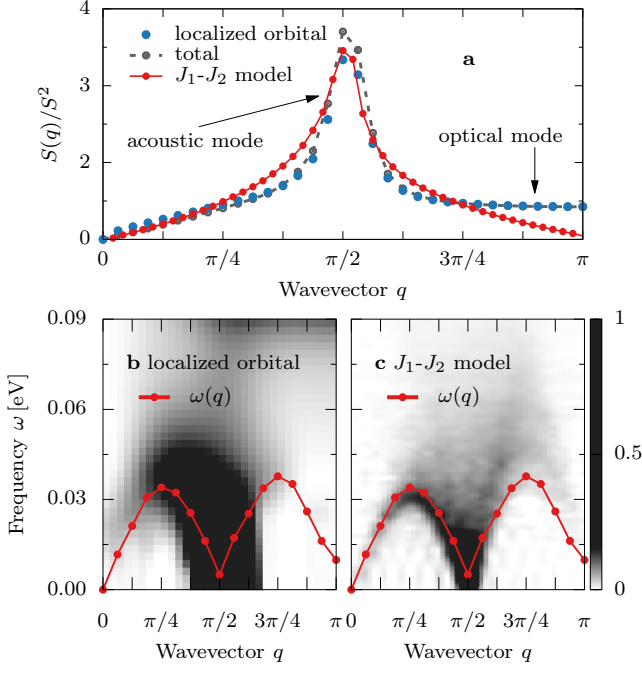 4
3
2
1
0
S(q)/S²
localized orbital
total
J₁-J₂ model
a
acoustic mode
optical mode
0 π/4 π/2 3π/4 π
Wavevector q
0.09
0.06
0.03
0.00
Frequency ω [eV]
b localized orbital
ω(q)
c J₁-J₂ model
ω(q)
1
0.5
0
0 π/4 π/2 3π/4 π
0 π/4 π/2 3π/4 π
Wavevector q
Wavevector q